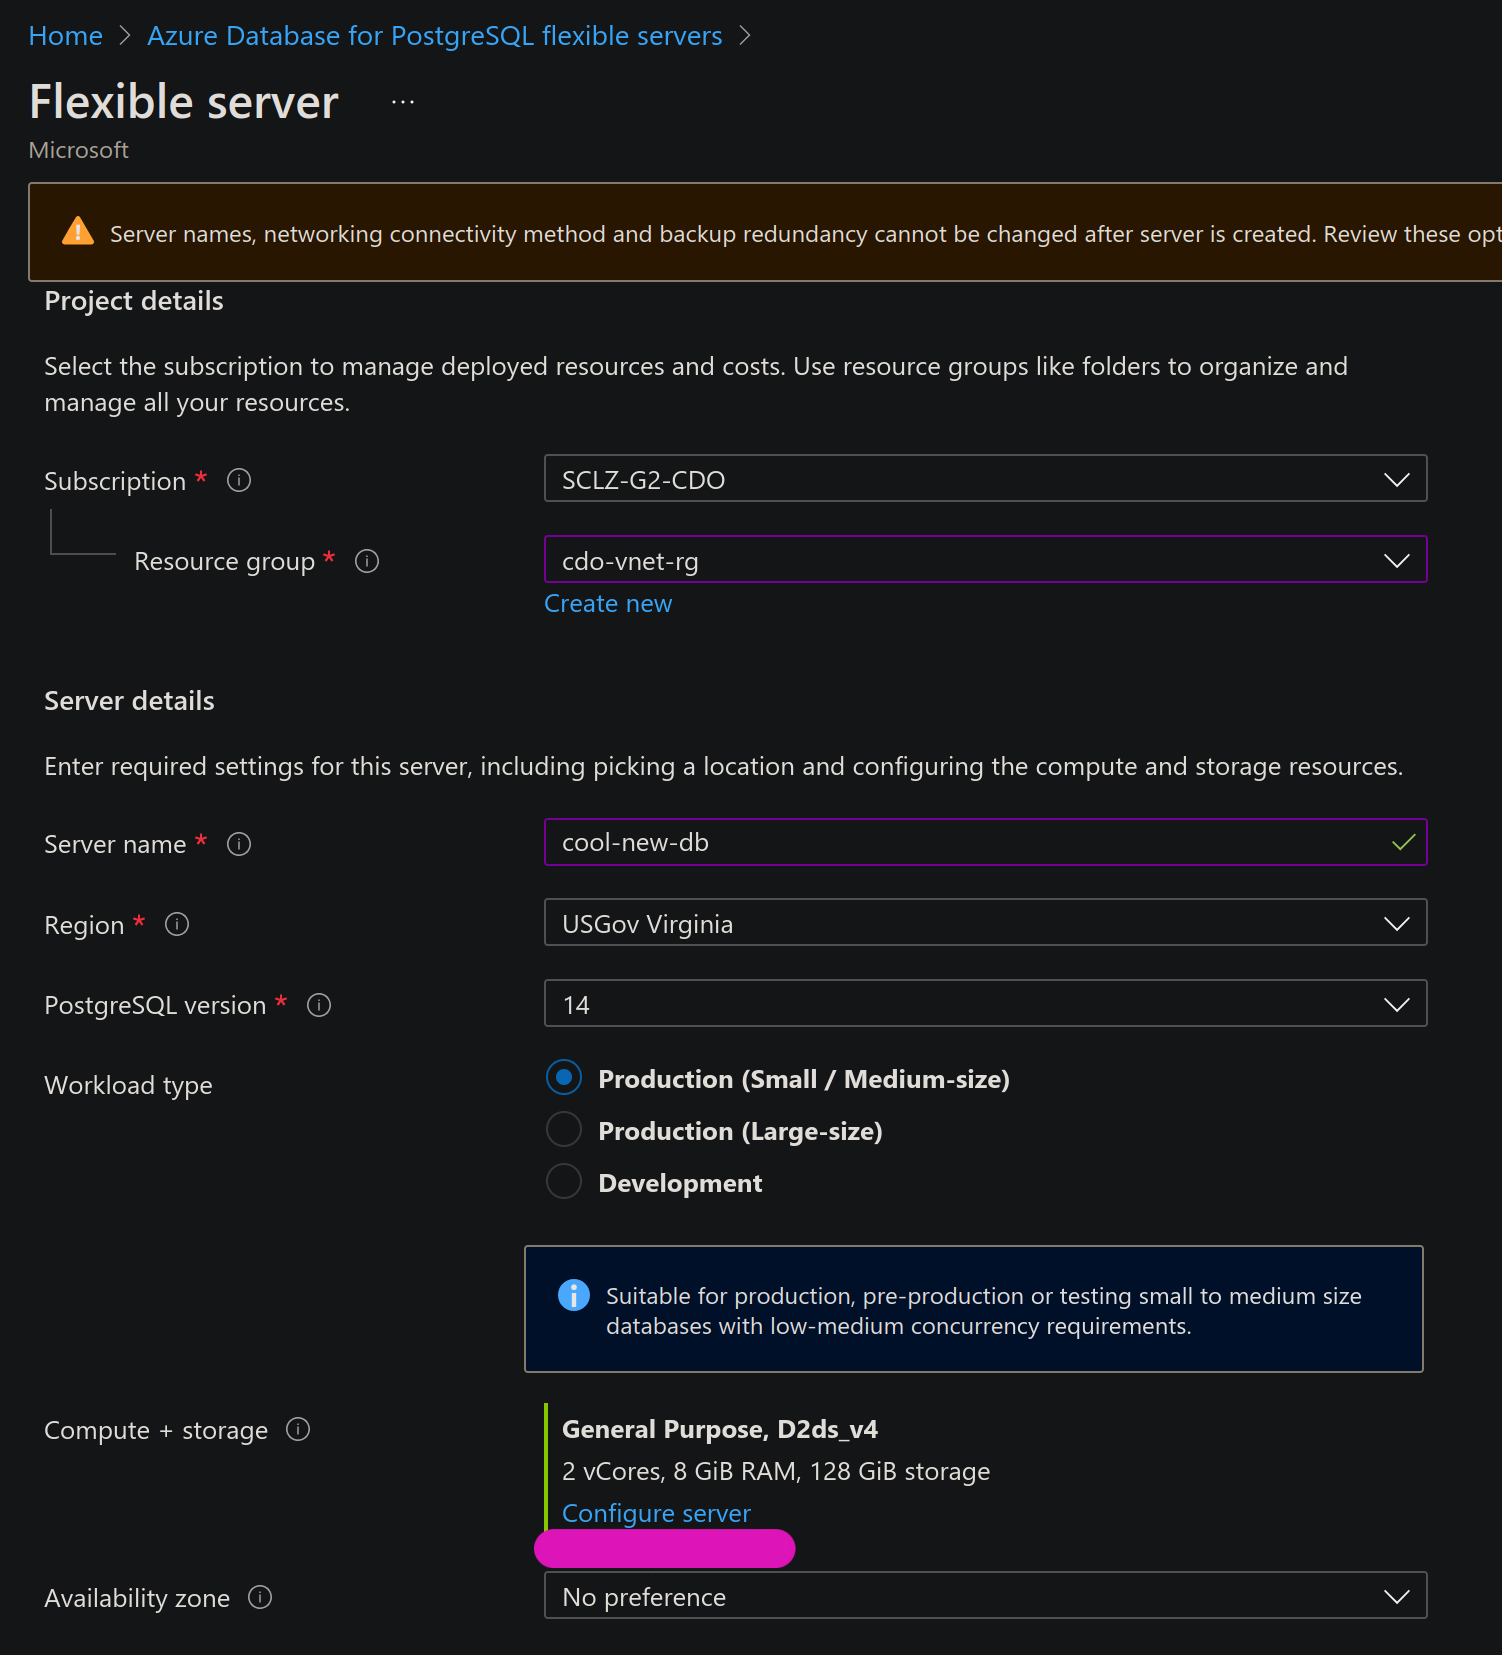 Home > Azure Database for PostgreSQL flexible servers >
Flexible server ...
Microsoft
Server names, networking connectivity method and backup redundancy cannot be changed after server is created. Review these opt
Project details
Select the subscription to manage deployed resources and costs. Use resource groups like folders to organize and
manage all your resources.
Subscription * SCLZ-G2-CDO
Resource group * cdo-vnet-rg
Create new
Server details
Enter required settings for this server, including picking a location and configuring the compute and storage resources.
Server name * cool-new-db
Region * USGov Virginia
PostgreSQL version * 14
Workload type
Production (Small / Medium-size)
Production (Large-size)
Development
Suitable for production, pre-production or testing small to medium size
databases with low-medium concurrency requirements.
Compute + storage
General Purpose, D2ds_v4
2 vCores, 8 GiB RAM, 128 GiB storage
Configure server
Availability zone No preference